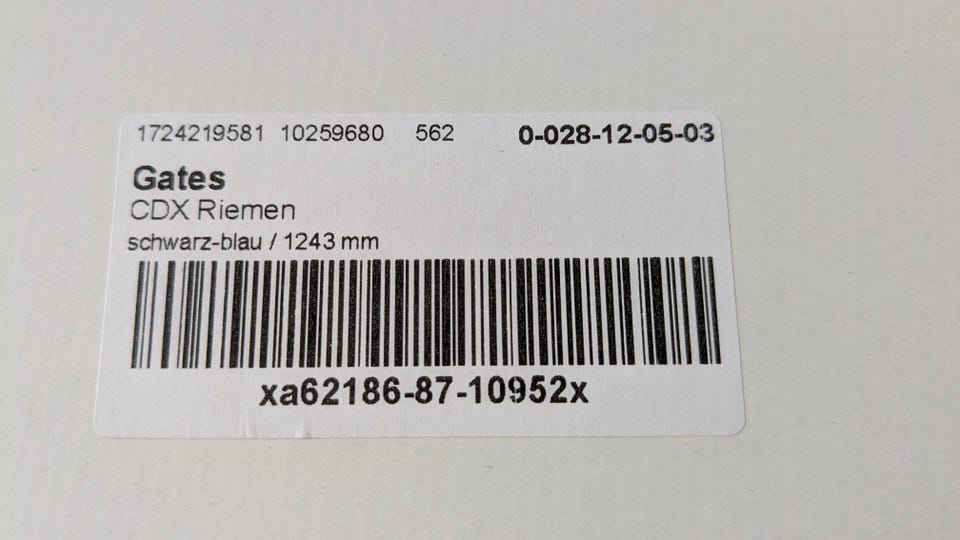 1724219581 10259680 562 0-028-12-05-03
Gates
CDX Riemen
schwarz-blau / 1243 mm
xa62186-87-10952x